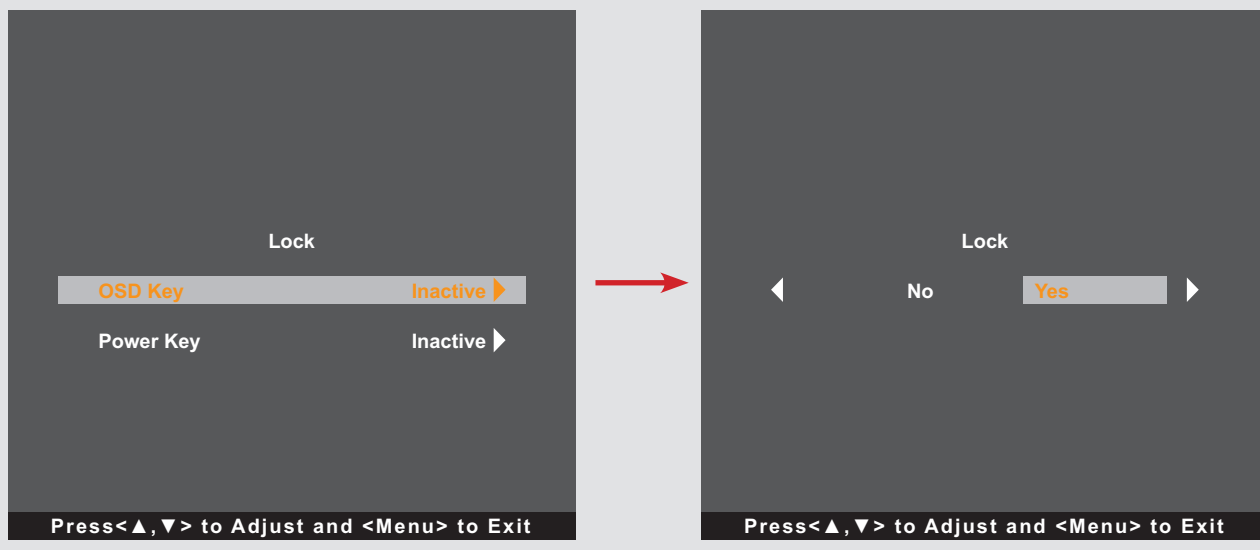 Lock
OSD Key Inactive
Power Key Inactive
Press<▲,▼> to Adjust and <Menu> to Exit
Lock
No Yes
Press<▲,▼> to Adjust and <Menu> to Exit